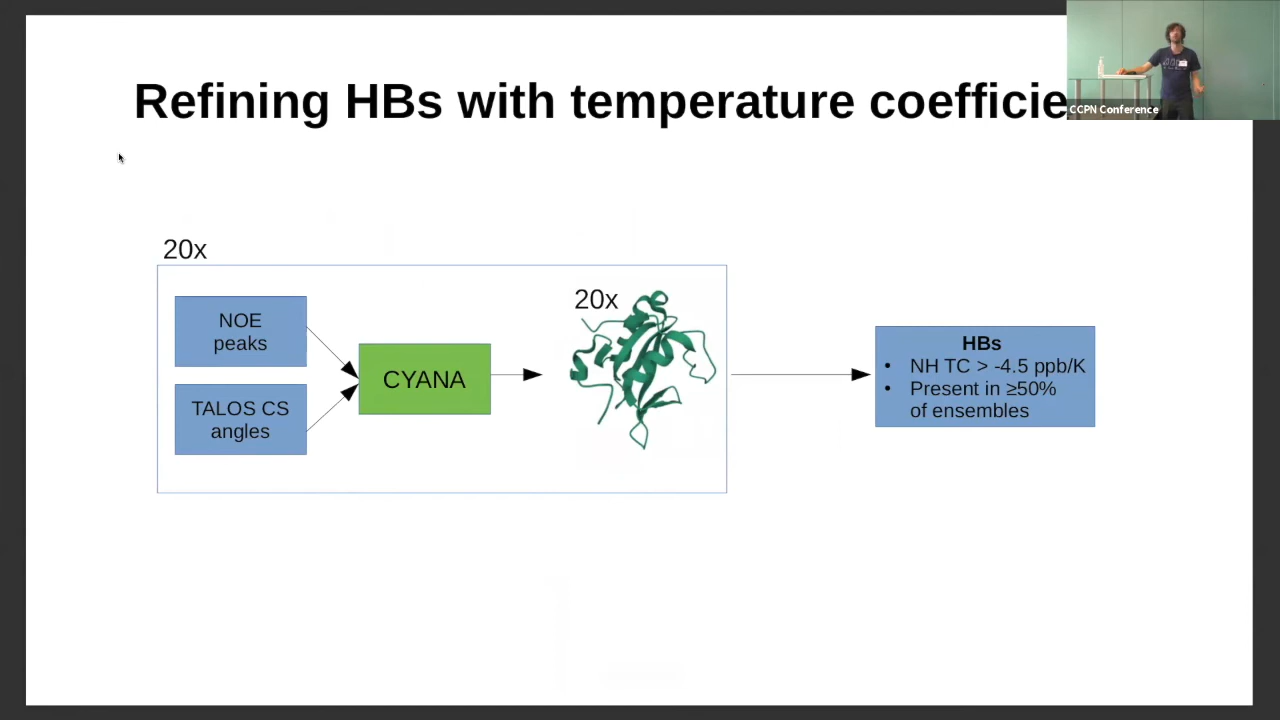 Refining HBs with temperature coefficie
CCPN Conference
20x
NOE
peaks
TALOS CS
angles
CYANA
20x
HBs
• NH TC > -4.5 ppb/K
• Present in ≥50%
of ensembles